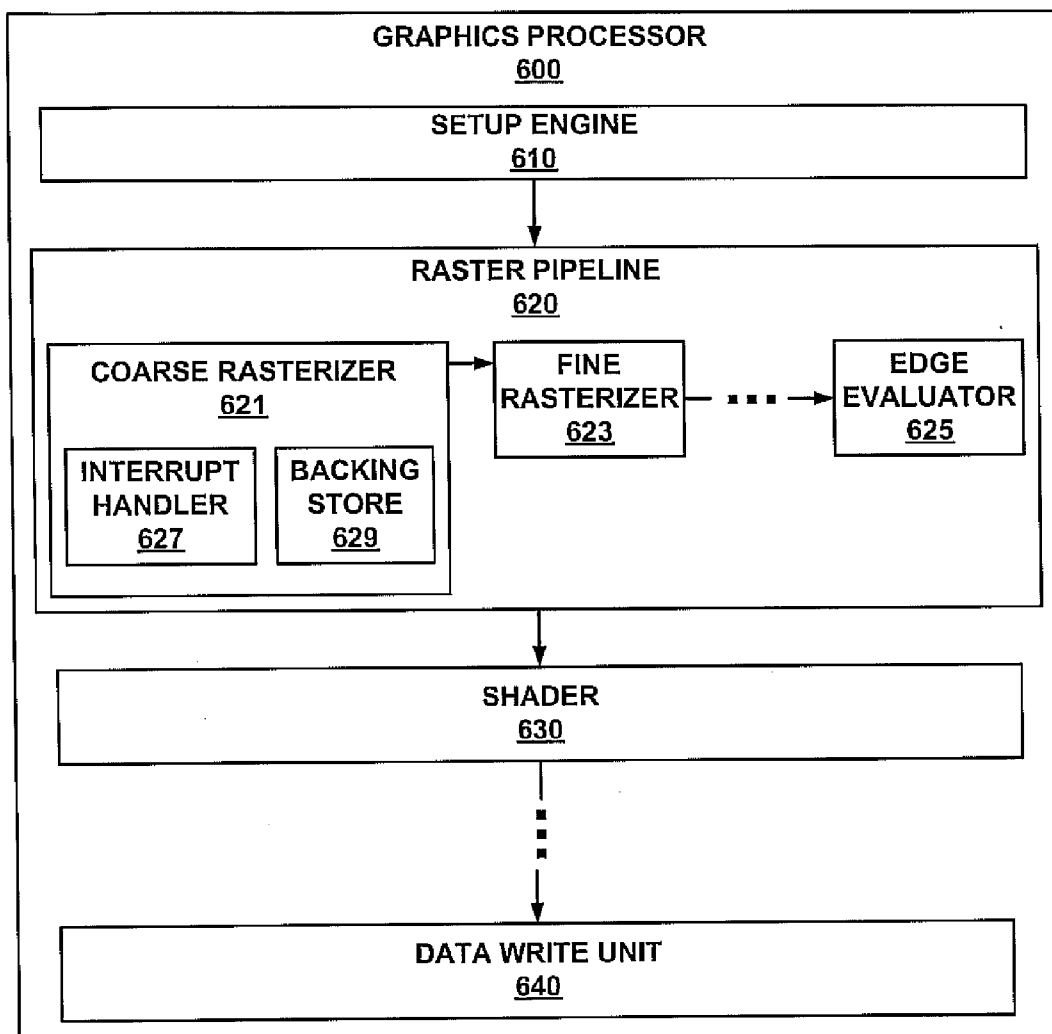 GRAPHICS PROCESSOR
600
SETUP ENGINE
610
RASTER PIPELINE
620
COARSE RASTERIZER
621
INTERRUPT
HANDLER
627
BACKING
STORE
629
FINE
RASTERIZER
623
EDGE
EVALUATOR
625
SHADER
630
DATA WRITE UNIT
640